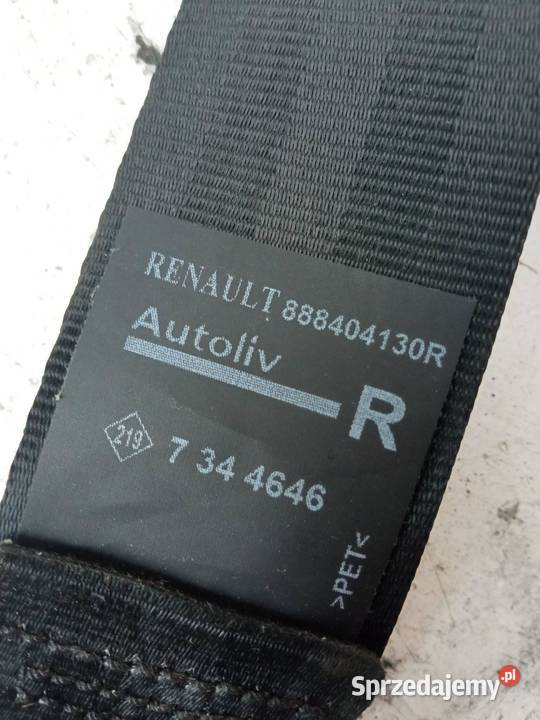 RENAULT 888404130R
Autoliv
R
219
7 34 4646
>PET<
Sprzedajemy.pl